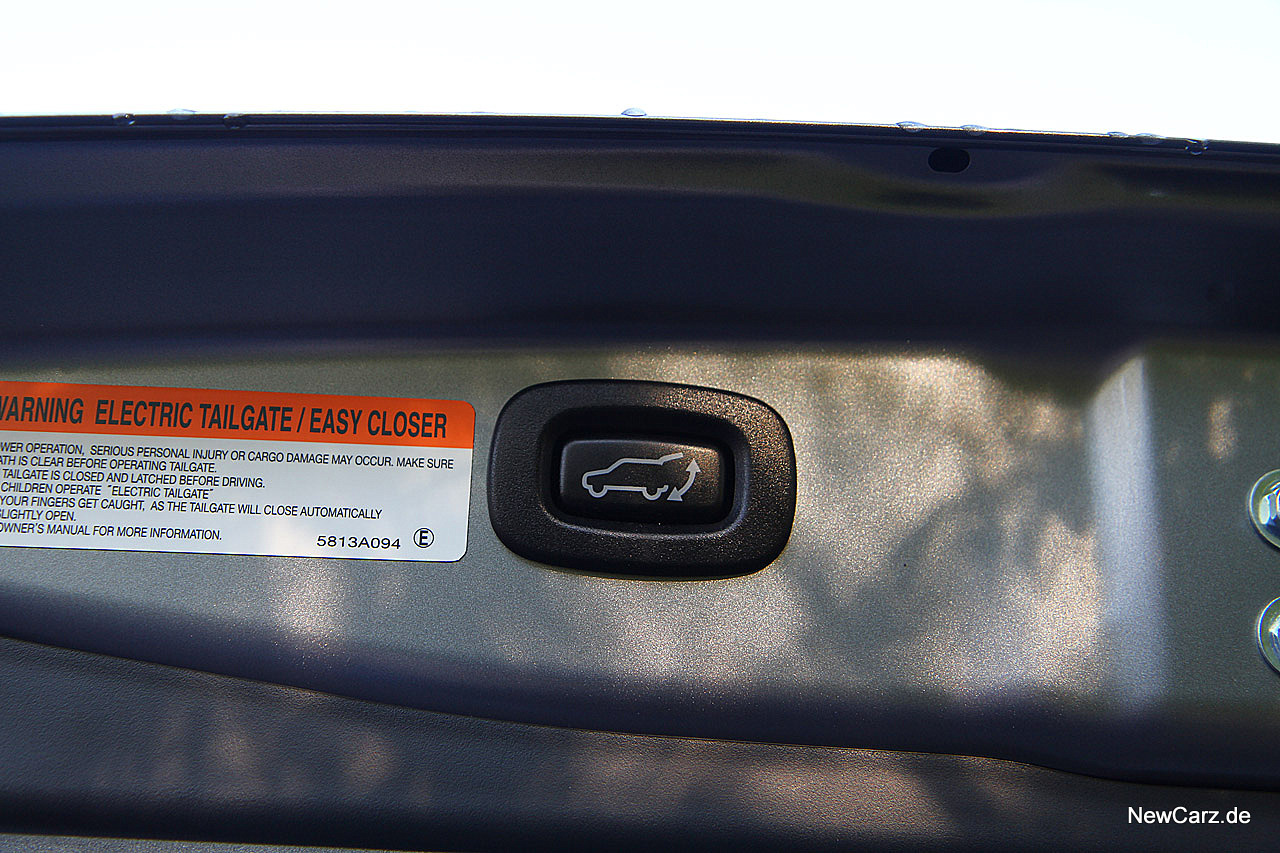 WARNING ELECTRIC TAILGATE / EASY CLOSER
OWER OPERATION, SERIOUS PERSONAL INJURY OR CARGO DAMAGE MAY OCCUR. MAKE SURE
ATH IS CLEAR BEFORE OPERATING TAILGATE.
TAILGATE IS CLOSED AND LATCHED BEFORE DRIVING.
CHILDREN OPERATE "ELECTRIC TAILGATE"
YOUR FINGERS GET CAUGHT, AS THE TAILGATE WILL CLOSE AUTOMATICALLY
SLIGHTLY OPEN.
OWNER'S MANUAL FOR MORE INFORMATION.
5813A094 E
NewCarz.de